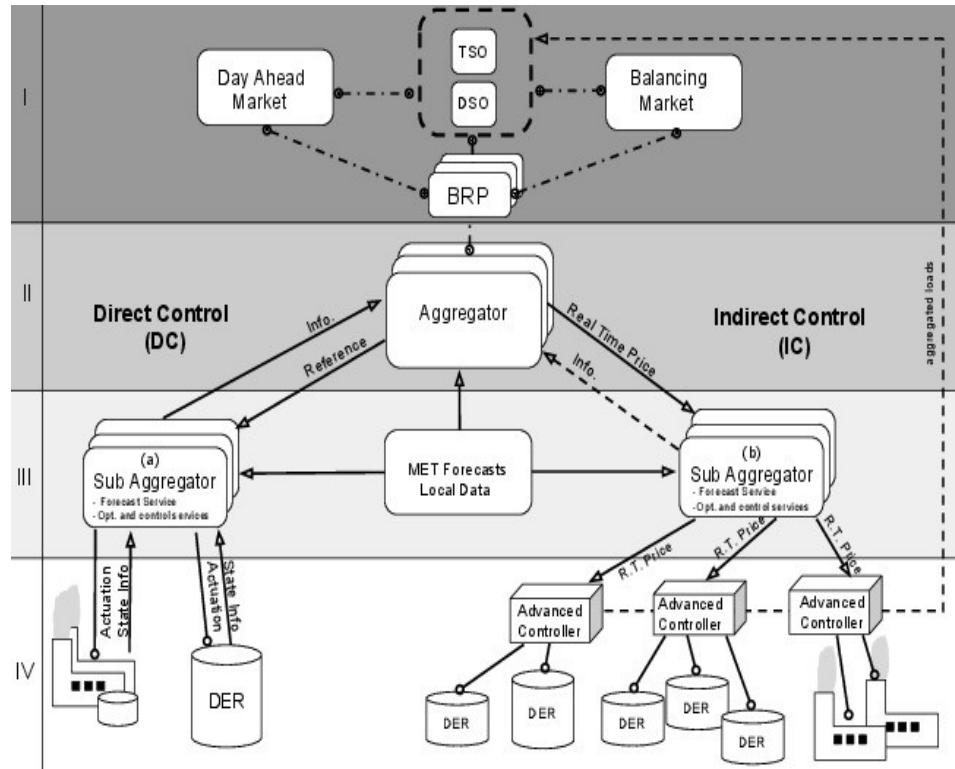 I
TSO
DSO
Day Ahead
Market
Balancing
Market
BRP
II
Direct Control
(DC)
Info.
Reference
Aggregator
Real Time Price
Info.
Indirect Control
(IC)
aggregated loads
III
(a)
Sub Aggregator
- Forecast Service
- Opt. and control services
MET Forecasts
Local Data
(b)
Sub Aggregator
- Forecast Service
-Opt. and control services
R.T. Price
R.T. Price
R.T. Price
IV
Actuation
State Info
Actuation
State Info
DER
Advanced
Controller
Advanced
Controller
Advanced
Controller
DER
DER
DER
DER
DER